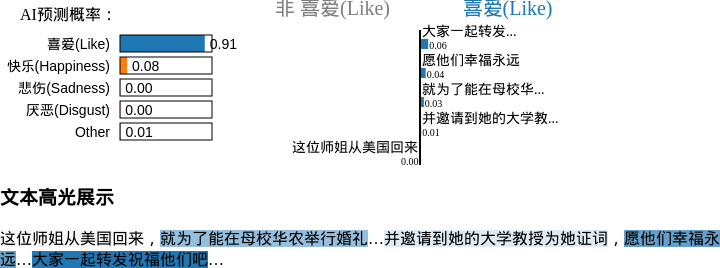 AI预测概率：
喜爱(Like) 0.91
快乐(Happiness) 0.08
悲伤(Sadness) 0.00
厌恶(Disgust) 0.00
Other 0.01
非 喜爱(Like) 喜爱(Like)
大家一起转发...
0.06
愿他们幸福永远
0.04
就为了能在母校华...
0.03
并邀请到她的大学教...
0.01
这位师姐从美国回来
0.00
文本高光展示
这位师姐从美国回来，就为了能在母校华农举行婚礼...并邀请到她的大学教授为她证词，愿他们幸福永
远...大家一起转发祝福他们吧...